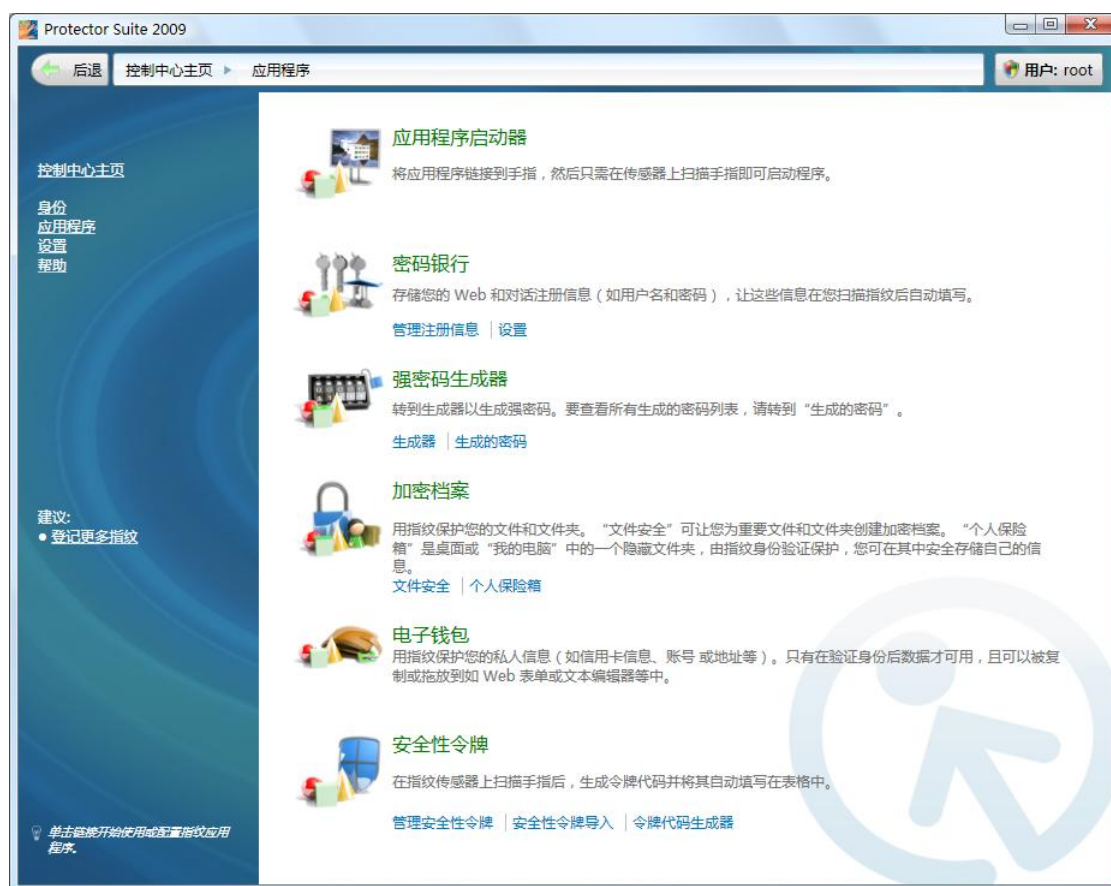 Protector Suite 2009
后退
控制中心主页 ▶ 应用程序
用户: root
控制中心主页
身份
应用程序
设置
帮助
建议:
● 登记更多指纹
单击链接开始使用或配置指纹应用
程序。
应用程序启动器
将应用程序链接到手指，然后只需在传感器上扫描手指即可启动程序。
密码银行
存储您的 Web 和对话注册信息（如用户名和密码），让这些信息在您扫描指纹后自动填写。
管理注册信息 | 设置
强密码生成器
转到生成器以生成强密码。要查看所有生成的密码列表，请转到“生成的密码”。
生成器 | 生成的密码
加密档案
用指纹保护您的文件和文件夹。“文件安全”可让您为重要文件和文件夹创建加密档案。“个人保险
箱”是桌面或“我的电脑”中的一个隐藏文件夹，由指纹身份验证保护，您可在其中安全存储自己的信
息。
文件安全 | 个人保险箱
电子钱包
用指纹保护您的私人信息（如信用卡信息、账号 或地址等）。只有在验证身份后数据才可用，且可以被复
制或拖放到如 Web 表单或文本编辑器等中。
安全性令牌
在指纹传感器上扫描手指后，生成令牌代码并将其自动填写在表格中。
管理安全性令牌 | 安全性令牌导入 | 令牌代码生成器